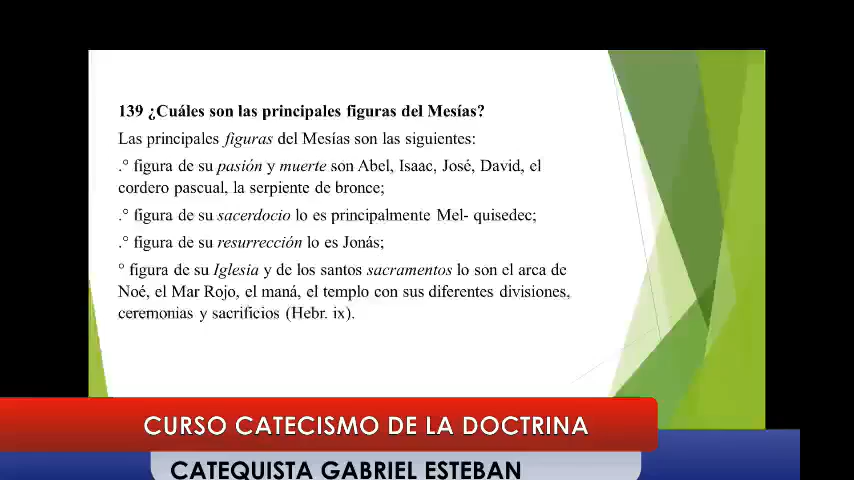 139 ¿Cuáles son las principales figuras del Mesías?
Las principales figuras del Mesías son las siguientes:
.° figura de su pasión y muerte son Abel, Isaac, José, David, el
cordero pascual, la serpiente de bronce;
.° figura de su sacerdocio lo es principalmente Mel- quisedec;
.° figura de su resurrección lo es Jonás;
° figura de su Iglesia y de los santos sacramentos lo son el arca de
Noé, el Mar Rojo, el maná, el templo con sus diferentes divisiones,
ceremonias y sacrificios (Hebr. ix).
CURSO CATECISMO DE LA DOCTRINA
CATEQUISTA GABRIEL ESTEBAN